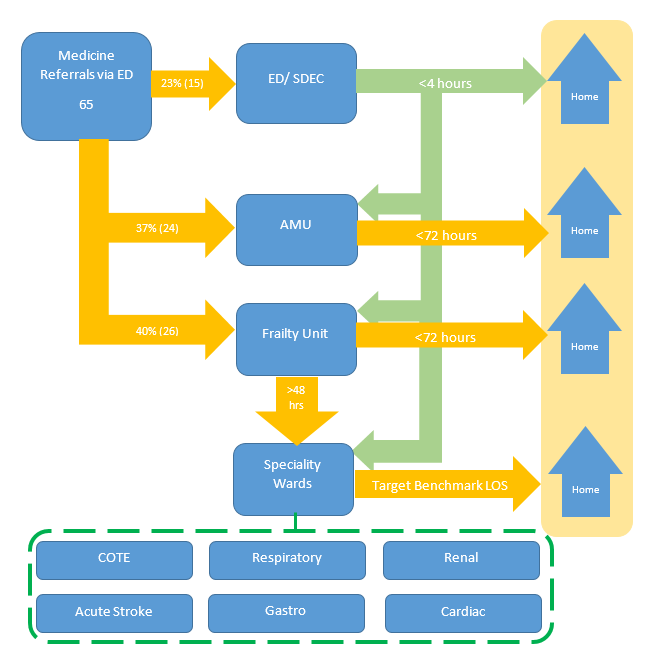 Medicine
Referrals via ED
65
23% (15)
ED/ SDEC
<4 hours
Home
37% (24)
AMU
<72 hours
Home
40% (26)
Frailty Unit
<72 hours
Home
>48
hrs
Speciality
Wards
Target Benchmark LOS
Home
COTE
Respiratory
Renal
Acute Stroke
Gastro
Cardiac